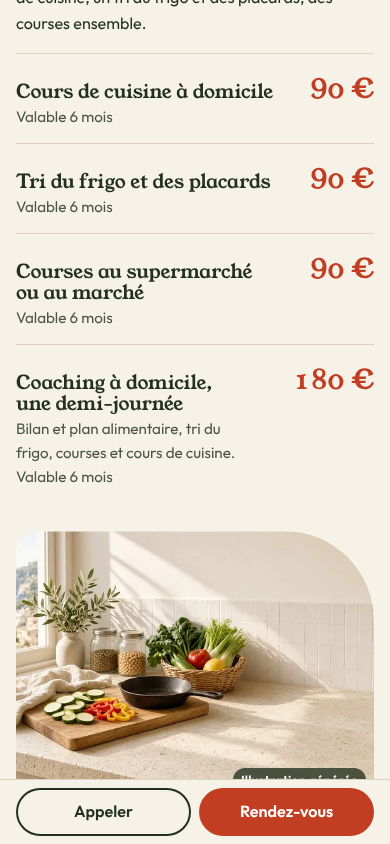 courses ensemble.
Cours de cuisine à domicile
90 €
Valable 6 mois
Tri du frigo et des placards
90 €
Valable 6 mois
Courses au supermarché
ou au marché
90 €
Valable 6 mois
Coaching à domicile,
une demi-journée
180 €
Bilan et plan alimentaire, tri du
frigo, courses et cours de cuisine.
Valable 6 mois
Appeler
Rendez-vous